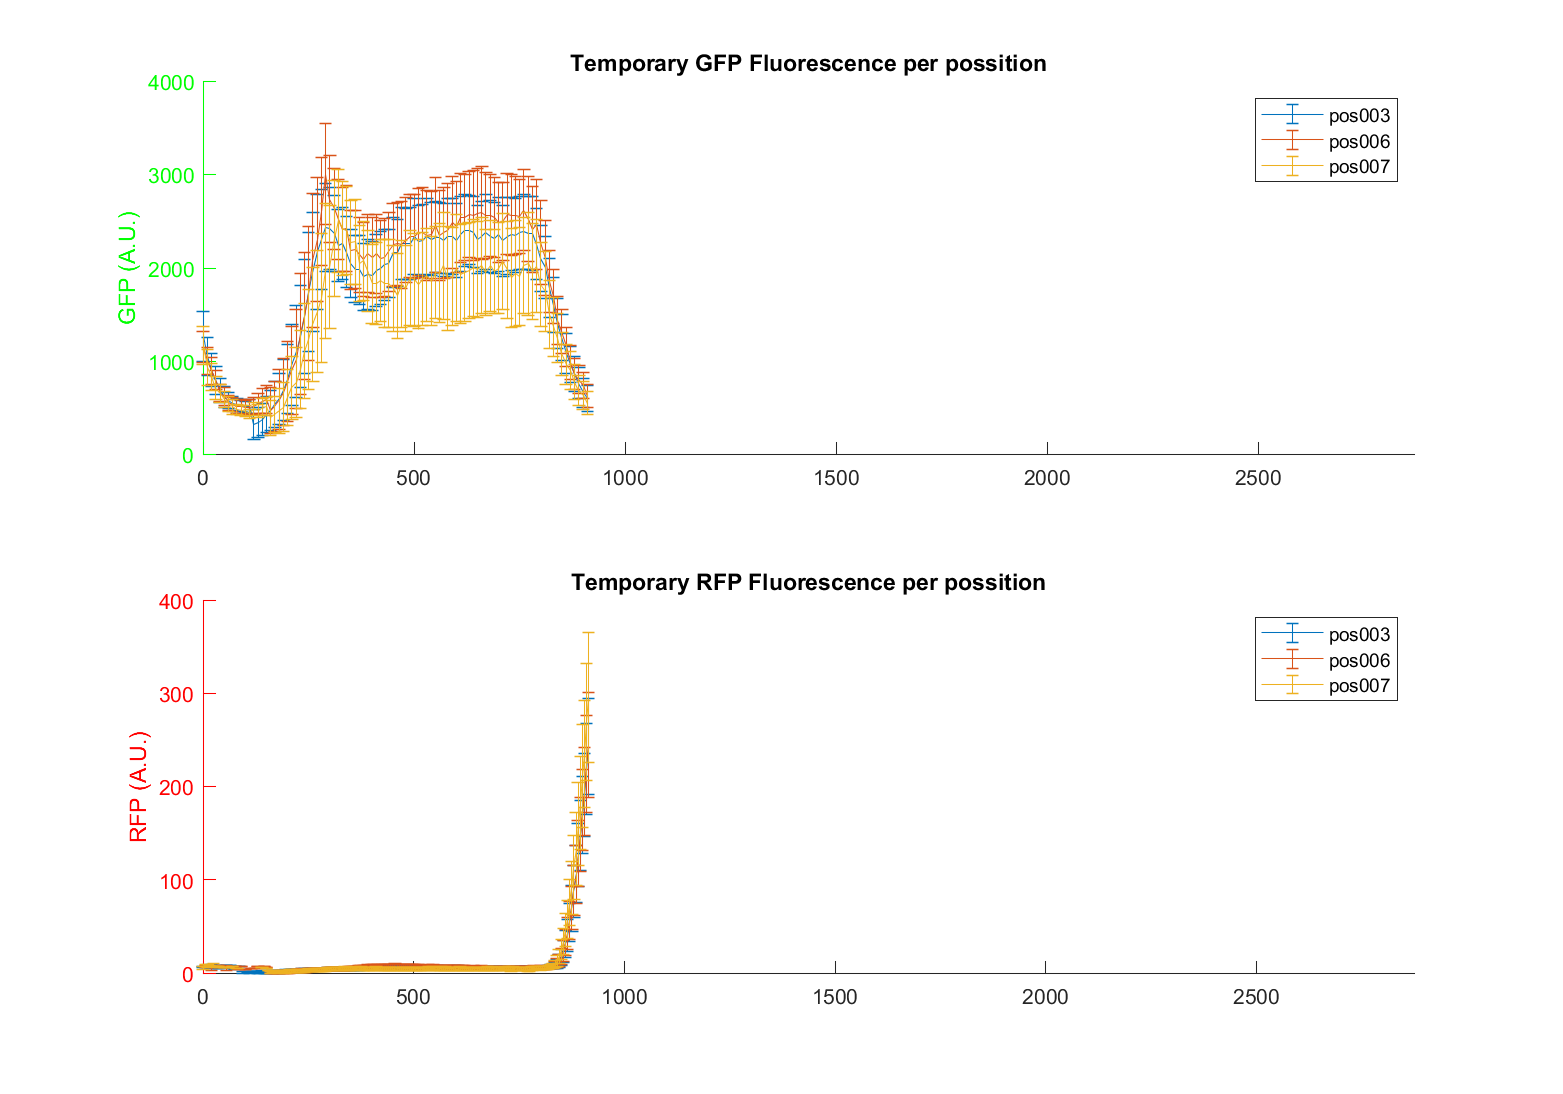 Temporary GFP Fluorescence per possition
4000
3000
2000
1000
0
GFP (A.U.)
pos003
pos006
pos007
0 500 1000 1500 2000 2500
Temporary RFP Fluorescence per possition
400
300
200
100
0
RFP (A.U.)
pos003
pos006
pos007
0 500 1000 1500 2000 2500